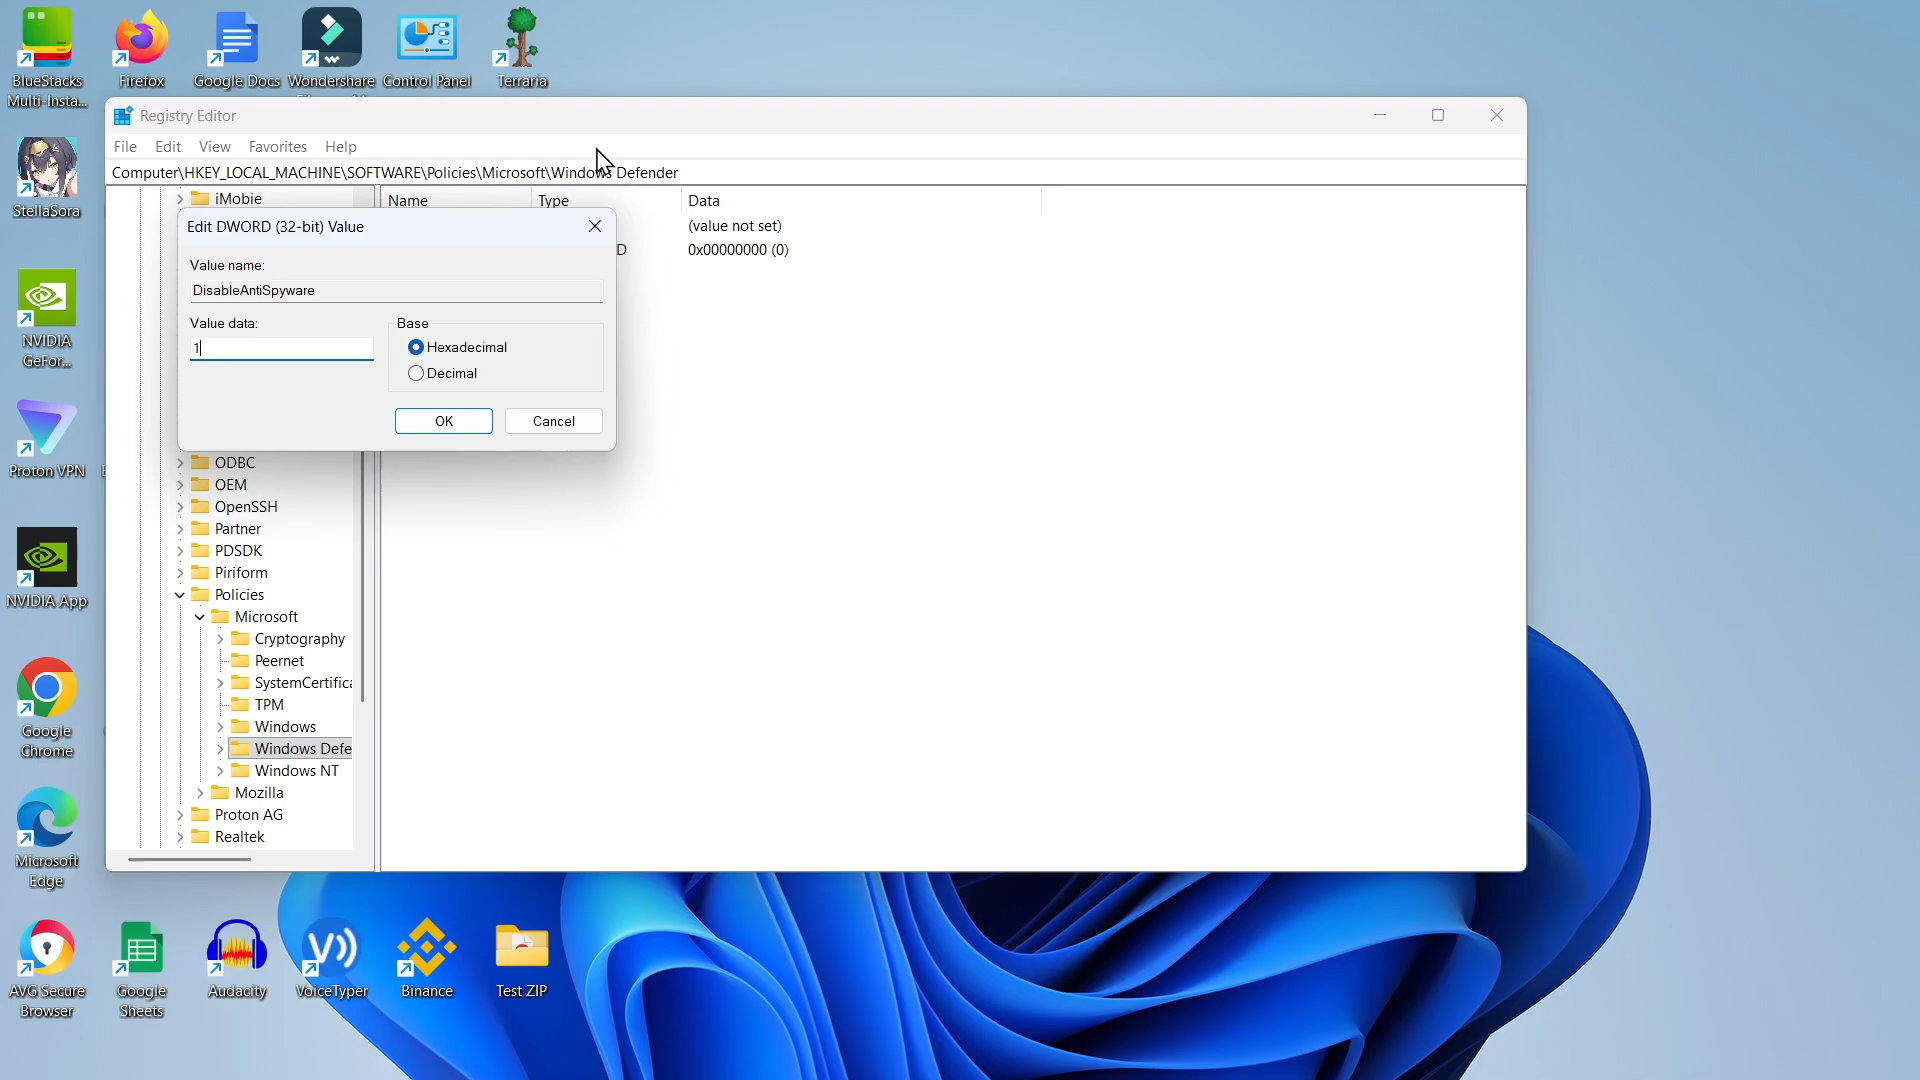 BlueStacks
Multi-Insta...
Firefox
Google Docs
Wondershare
Control Panel
Terraria
Registry Editor
File Edit View Favorites Help
Computer\HKEY_LOCAL_MACHINE\SOFTWARE\Policies\Microsoft\Windows Defender
iMobie
Name Type Data
(value not set)
D 0x00000000 (0)
Edit DWORD (32-bit) Value
Value name:
DisableAntiSpyware
Value data:
1
Base
Hexadecimal
Decimal
OK Cancel
ODBC
OEM
OpenSSH
Partner
PDSDK
Piriform
Policies
Microsoft
Cryptography
Peernet
SystemCertifica
TPM
Windows
Windows Defe
Windows NT
Mozilla
Proton AG
Realtek
StellaSora
NVIDIA
GeFor...
Proton VPN
NVIDIA App
Google
Chrome
Microsoft
Edge
AVG Secure
Browser
Google
Sheets
Audacity
VoiceTyper
Binance
Test ZIP